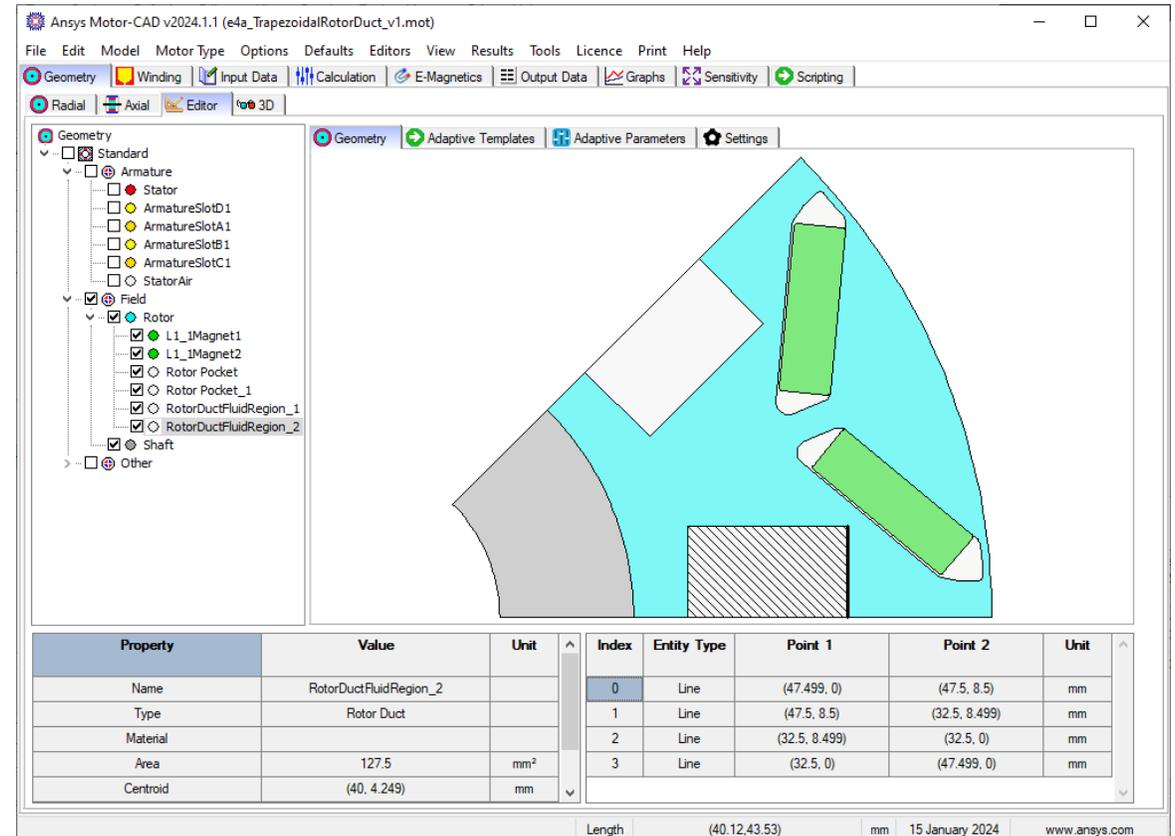 Ansys Motor-CAD v2024.1.1 (e4a_TrapezoidalRotorDuct_v1.mot)
File Edit Model Motor Type Options Defaults Editors View Results Tools Licence Print Help
Geometry Winding Input Data Calculation E-Magnetics Output Data Graphs Sensitivity Scripting
Radial Axial Editor 3D
Geometry
Standard
Armature
Stator
ArmatureSlotD1
ArmatureSlotA1
ArmatureSlotB1
ArmatureSlotC1
StatorAir
Field
Rotor
L1_1Magnet1
L1_1Magnet2
Rotor Pocket
Rotor Pocket_1
RotorDuctFluidRegion_1
RotorDuctFluidRegion_2
Shaft
Other
Geometry Adaptive Templates Adaptive Parameters Settings
Property Value Unit
Name RotorDuctFluidRegion_2
Type Rotor Duct
Material
Area 127.5 mm²
Centroid (40, 4.249) mm
Index Entity Type Point 1 Point 2 Unit
0 Line (47.499, 0) (47.5, 8.5) mm
1 Line (47.5, 8.5) (32.5, 8.499) mm
2 Line (32.5, 8.499) (32.5, 0) mm
3 Line (32.5, 0) (47.499, 0) mm
Length (40.12,43.53) mm 15 January 2024 www.ansys.com